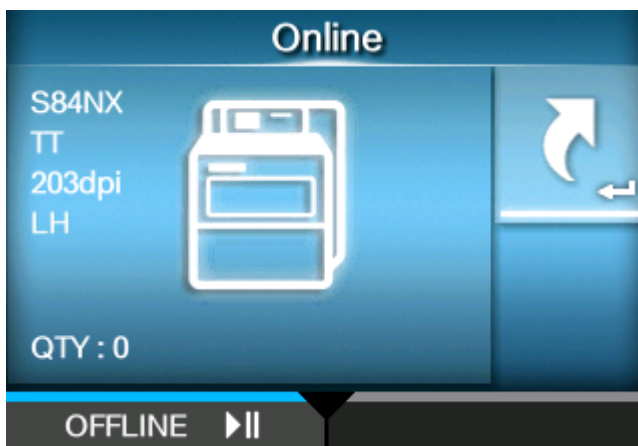 Online
S84NX
TT
203dpi
LH
QTY : 0
OFFLINE